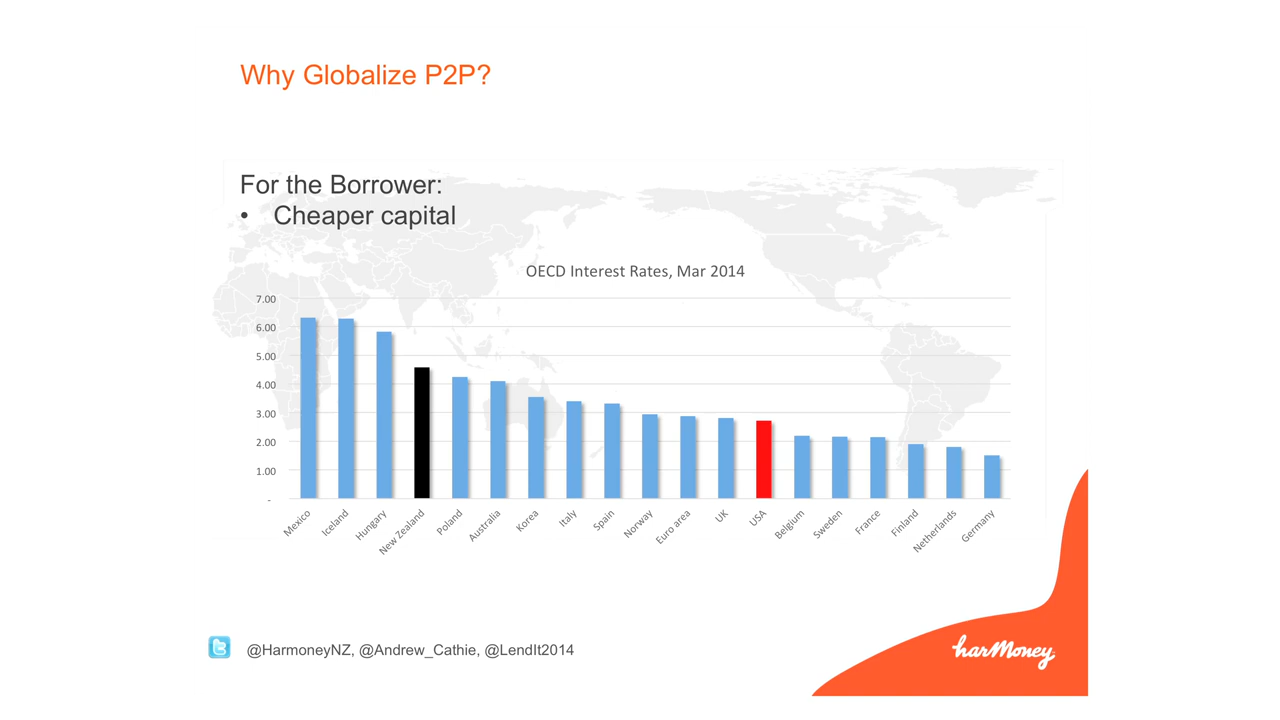 Why Globalize P2P?
For the Borrower:
• Cheaper capital
OECD Interest Rates, Mar 2014
7.00
6.00
5.00
4.00
3.00
2.00
1.00
-
Mexico
Iceland
Hungary
New Zealand
Poland
Australia
Korea
Italy
Spain
Norway
Euro area
UK
USA
Belgium
Sweden
France
Finland
Netherlands
Germany
@HarmoneyNZ, @Andrew_Cathie, @LendIt2014
harMoney